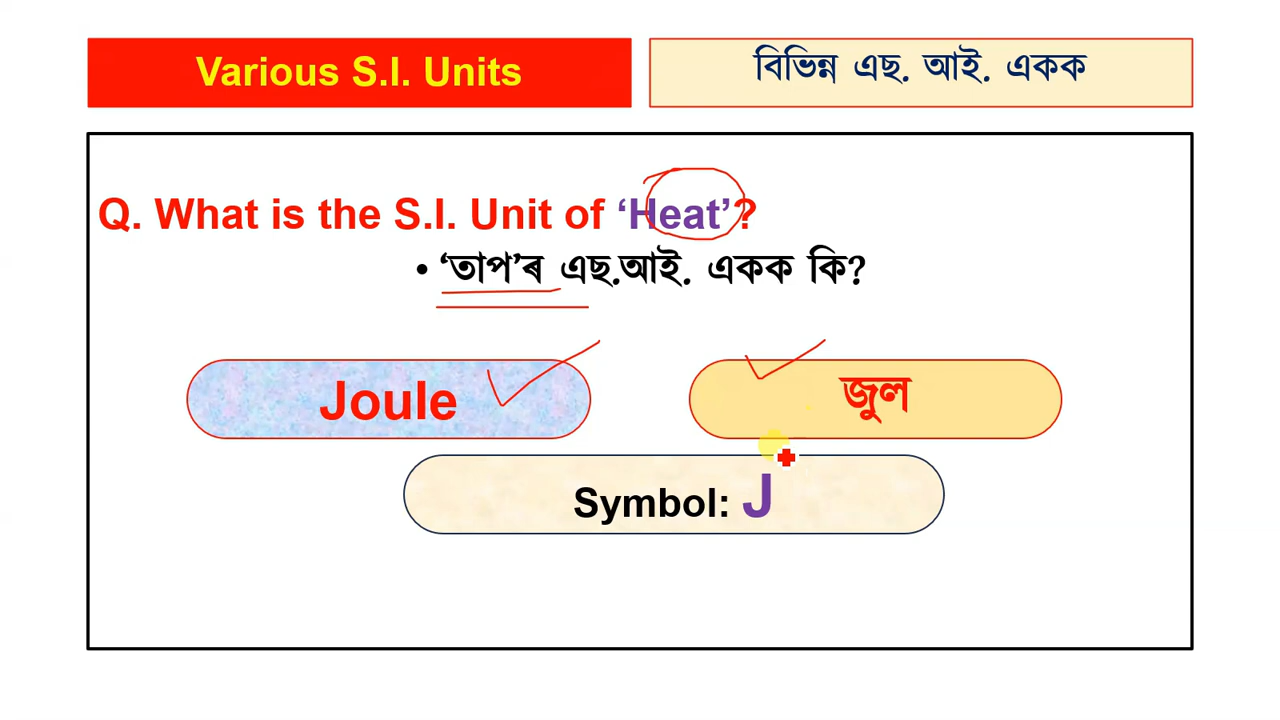 Various S.I. Units
বিভিন্ন এছ. আই. একক
Q. What is the S.I. Unit of ‘Heat’?
• ‘তাপ’ৰ এছ.আই. একক কি?
Joule
জুল
Symbol: J